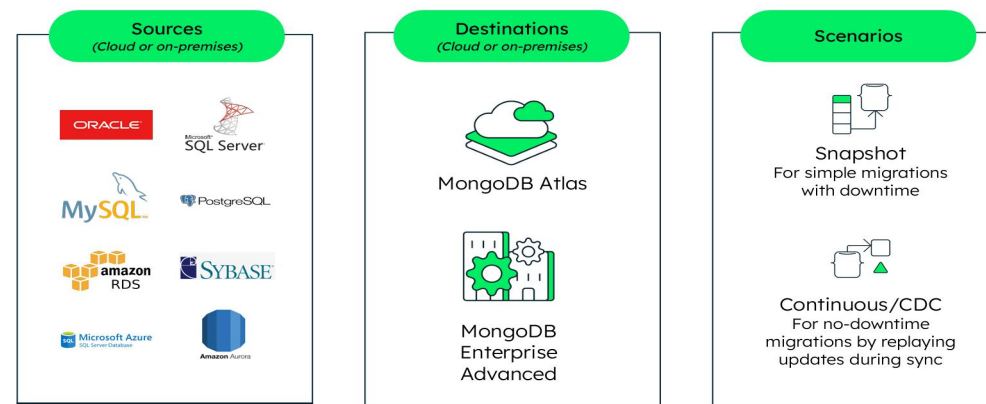 Sources
(Cloud or on-premises)
ORACLE
Microsoft
SQL Server
MySQL
PostgreSQL
amazon
RDS
SYBASE
SQL
Microsoft Azure
SQL Server Database
Amazon Aurora
Destinations
(Cloud or on-premises)
MongoDB Atlas
MongoDB
Enterprise
Advanced
Scenarios
Snapshot
For simple migrations
with downtime
Continuous/CDC
For no-downtime
migrations by replaying
updates during sync